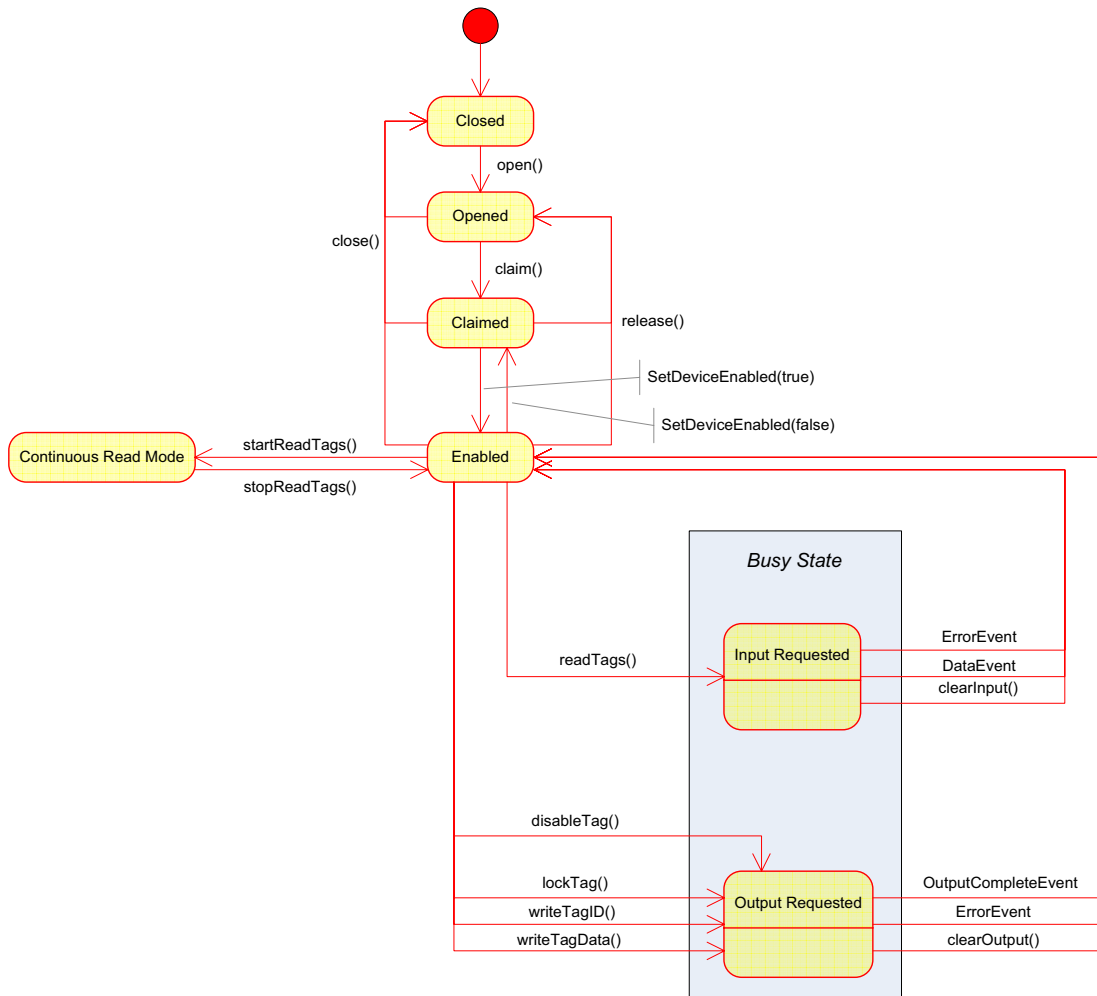 Closed
open()
Opened
close()
claim()
Claimed
release()
SetDeviceEnabled(true)
SetDeviceEnabled(false)
startReadTags()
Continuous Read Mode
Enabled
stopReadTags()
Busy State
ErrorEvent
Input Requested
readTags()
DataEvent
clearInput()
disableTag()
lockTag()
OutputCompleteEvent
Output Requested
writeTagID()
ErrorEvent
writeTagData()
clearOutput()